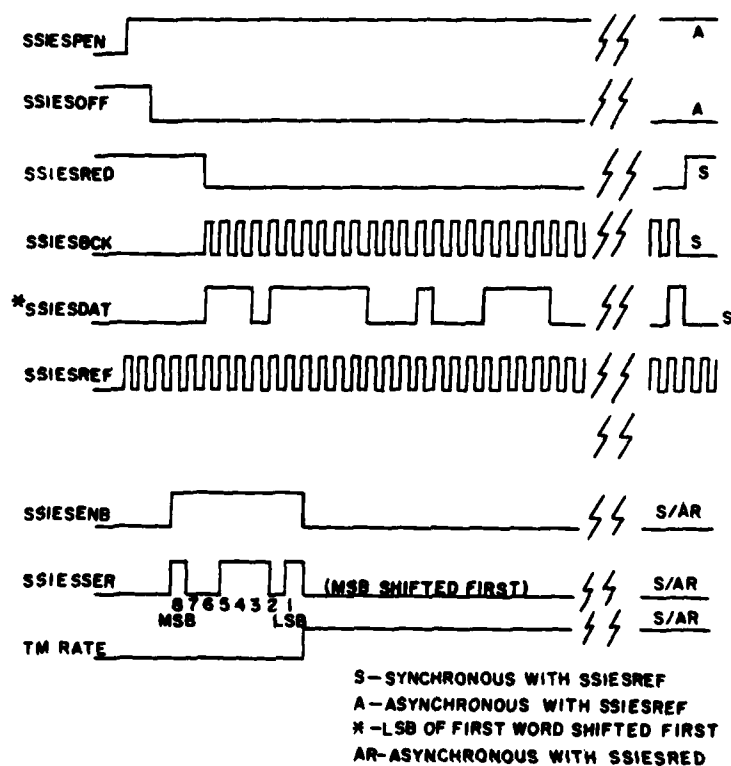 SSIESPEN A
SSIESOFF A
SSIESRED S
SSIESBCK S
*SSIESDAT S
SSIESREF
SSIESENB S/AR
SSIESSER (MSB SHIFTED FIRST) S/AR
8 7 6 5 4 3 2 1
MSB LSB
TM RATE S/AR
S-SYNCHRONOUS WITH SSIESREF
A-ASYNCHRONOUS WITH SSIESREF
*-LSB OF FIRST WORD SHIFTED FIRST
AR-ASYNCHRONOUS WITH SSIESRED